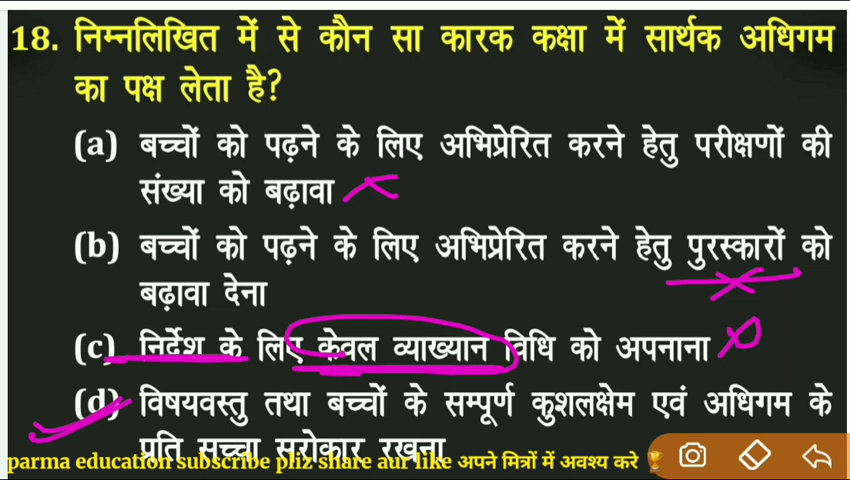 18. निम्नलिखित में से कौन सा कारक कक्षा में सार्थक अधिगम
का पक्ष लेता है?
(a) बच्चों को पढ़ने के लिए अभिप्रेरित करने हेतु परीक्षणों की
संख्या को बढ़ावा
(b) बच्चों को पढ़ने के लिए अभिप्रेरित करने हेतु पुरस्कारों को
बढ़ावा देना
(c) निर्देश के लिए केवल व्याख्यान विधि को अपनाना
(d) विषयवस्तु तथा बच्चों के सम्पूर्ण कुशलक्षेम एवं अधिगम के
प्रति सच्चा सरोकार रखना
parma education subscribe pliz share aur like अपने मित्रों में अवश्य करे 🏆